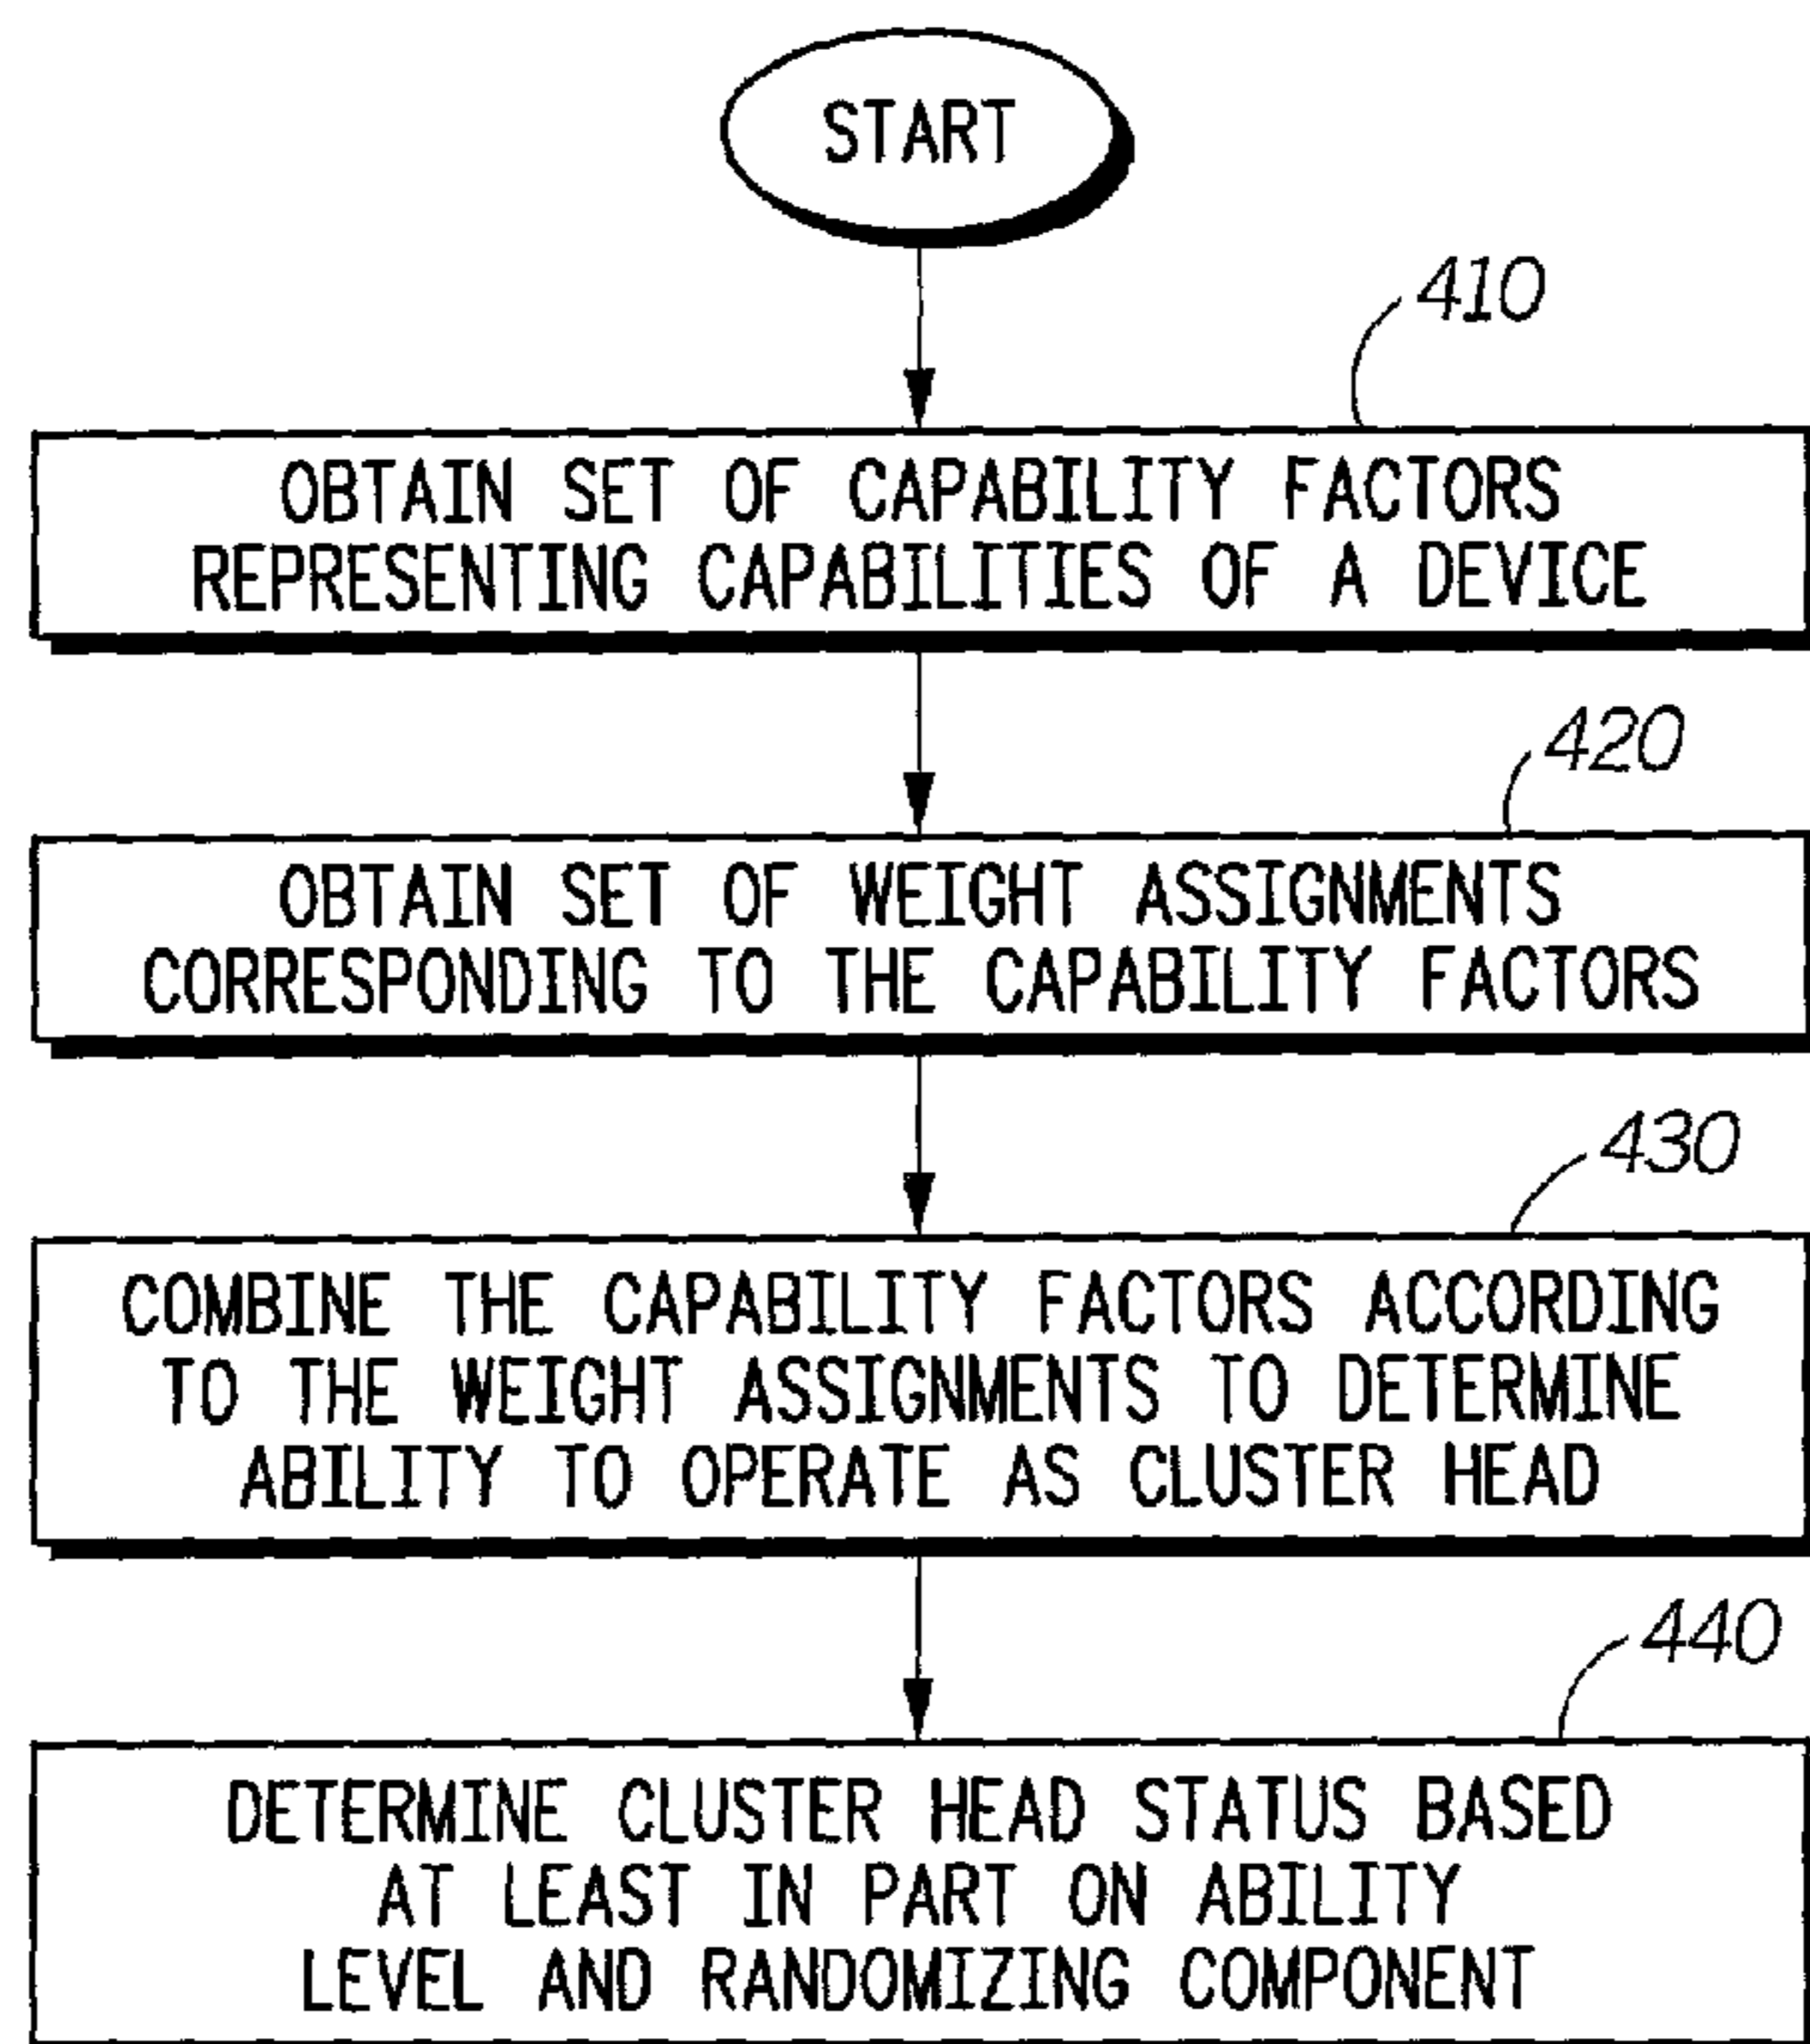 START
410
OBTAIN SET OF CAPABILITY FACTORS
REPRESENTING CAPABILITIES OF A DEVICE
420
OBTAIN SET OF WEIGHT ASSIGNMENTS
CORRESPONDING TO THE CAPABILITY FACTORS
430
COMBINE THE CAPABILITY FACTORS ACCORDING
TO THE WEIGHT ASSIGNMENTS TO DETERMINE
ABILITY TO OPERATE AS CLUSTER HEAD
440
DETERMINE CLUSTER HEAD STATUS BASED
AT LEAST IN PART ON ABILITY
LEVEL AND RANDOMIZING COMPONENT